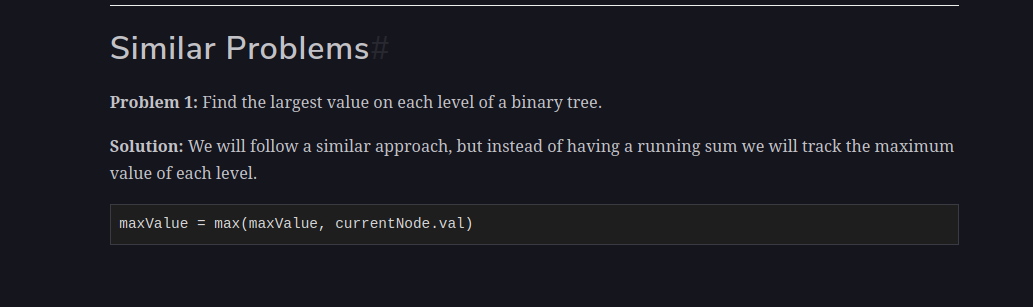 Similar Problems#
Problem 1: Find the largest value on each level of a binary tree.
Solution: We will follow a similar approach, but instead of having a running sum we will track the maximum
value of each level.
maxValue = max(maxValue, currentNode.val)